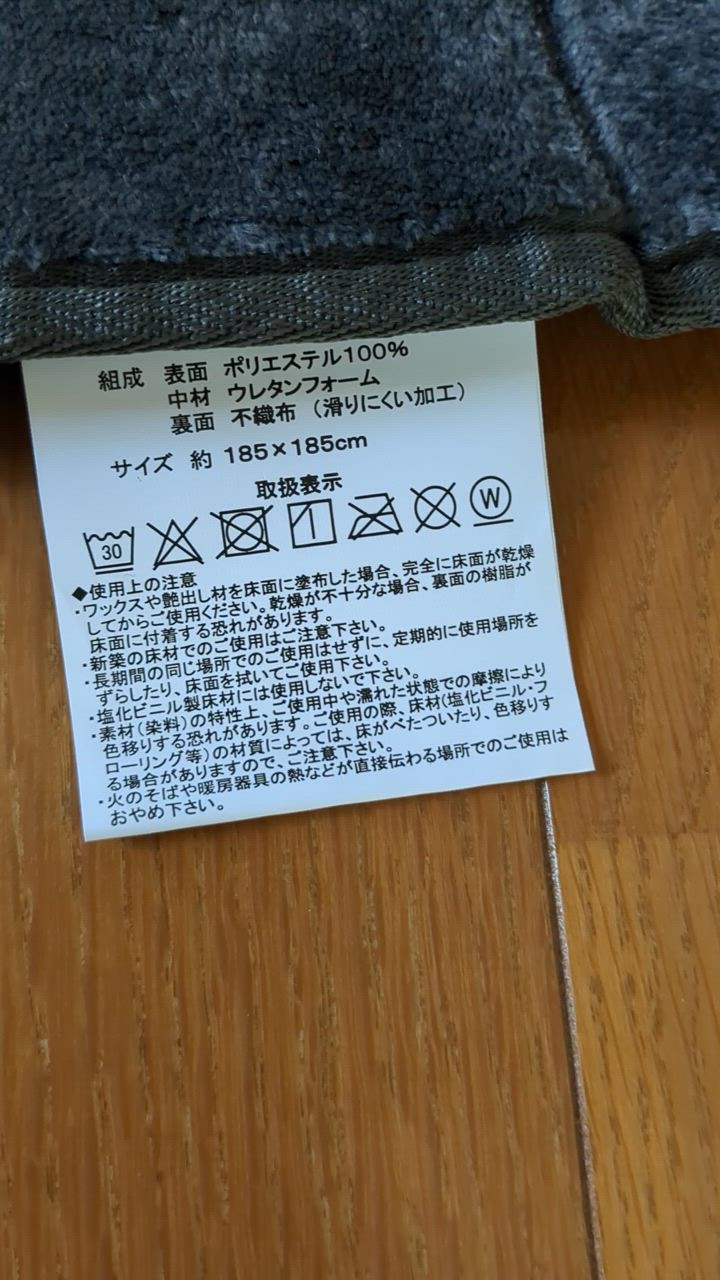 組成 表面 ポリエステル100%
中材 ウレタンフォーム
裏面 不織布（滑りにくい加工）
サイズ 約 185×185cm
取扱表示
30 W
◆使用上の注意
・ワックスや艶出し材を床面に塗布した場合、完全に床面が乾燥
してからご使用ください。乾燥が不十分な場合、裏面の樹脂が
床面に付着する恐れがあります。
・新築の床材でのご使用はご注意下さい。
・長期間の同じ場所でのご使用はせずに、定期的に使用場所を
ずらしたり、床面を拭いてご使用下さい。
・塩化ビニル製床材には使用しないで下さい。
・素材（染料）の特性上、ご使用中や濡れた状態での摩擦により
色移りする恐れがあります。ご使用の際、床材（塩化ビニル・フ
ローリング等）の材質によっては、床がべたついたり、色移りす
る場合がありますので、ご注意下さい。
・火のそばや暖房器具の熱などが直接伝わる場所でのご使用は
おやめ下さい。